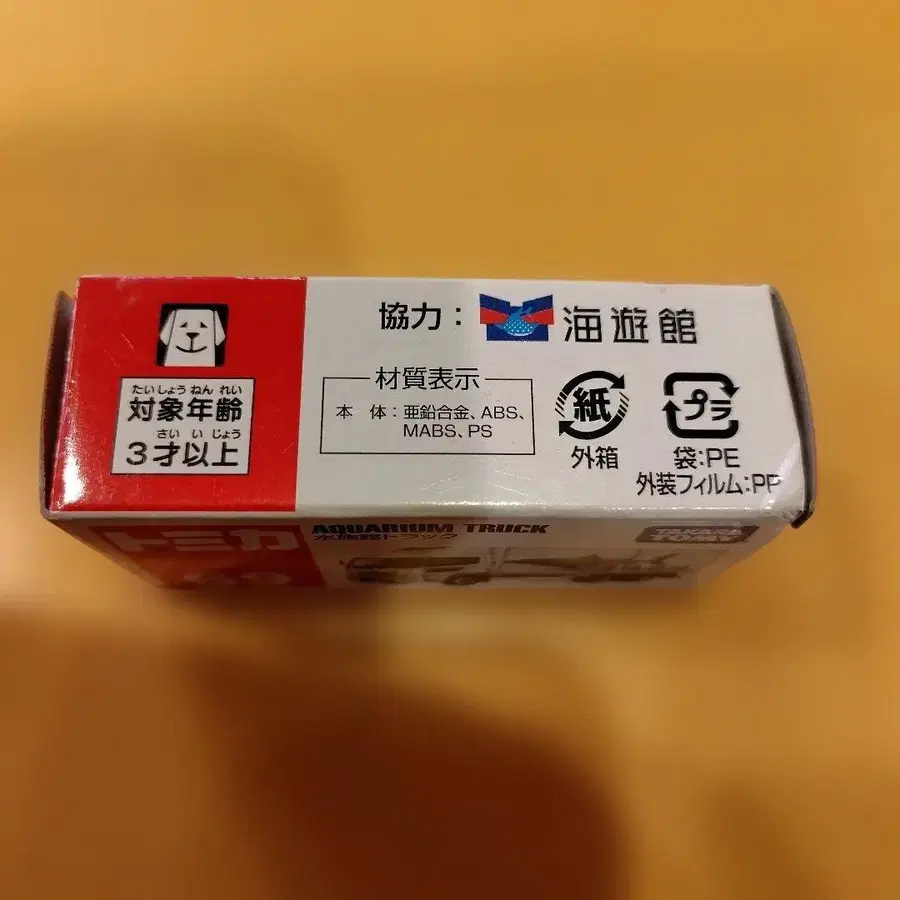 協力：海遊館
たいしょうねんれい
対象年齢
さいいじょう
3才以上
材質表示
本 体：亜鉛合金、ABS、
MABS、PS
紙
外箱
プラ
袋:PE
外装フィルム:PP
トミカ
AQUARIUM TRUCK
水族館トラック
TAKARA
TOMY